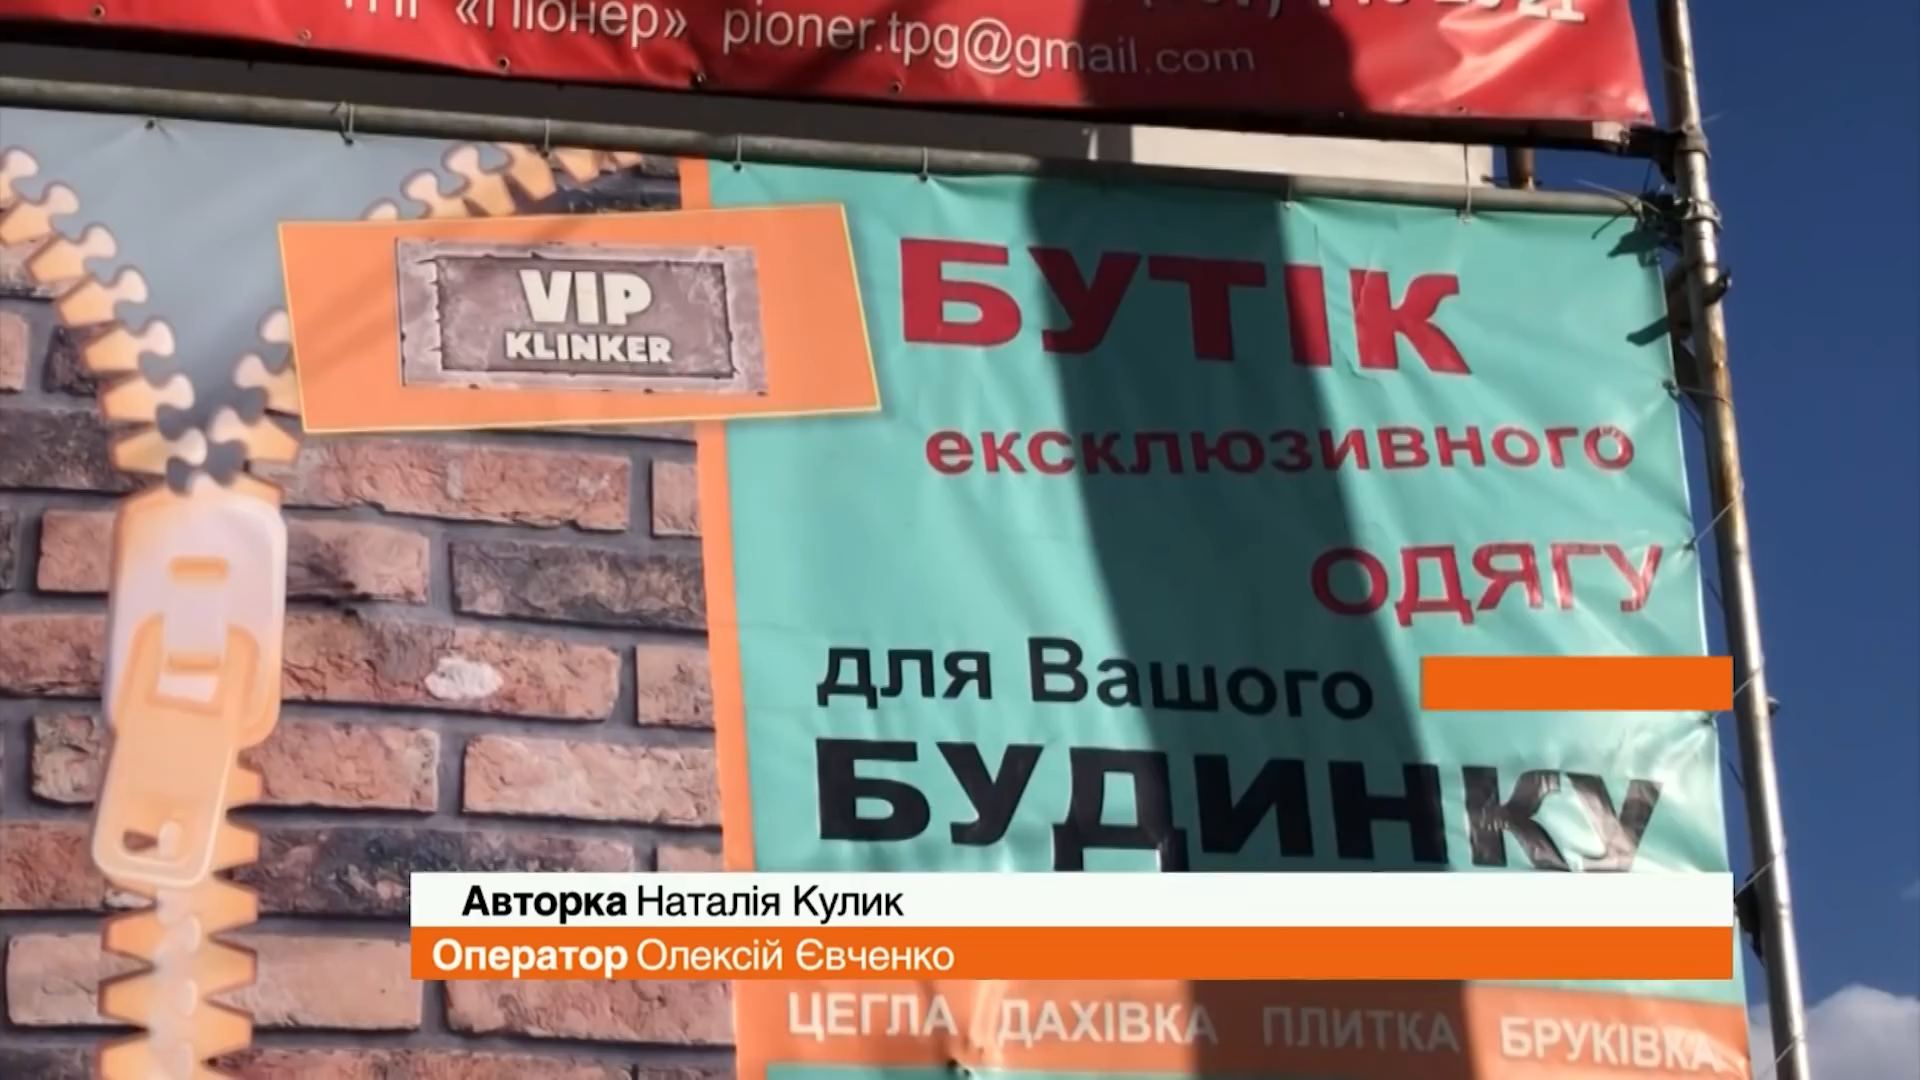 «Піонер» pioner.tpg@gmail.com
VIP
KLINKER
БУТІК
ексклюзивного
ОДЯГУ
для Вашого
БУДИНКУ
Авторка Наталія Кулик
Оператор Олексій Євченко
ЦЕГЛА ДАХІВКА ПЛИТКА БРУКІВКА